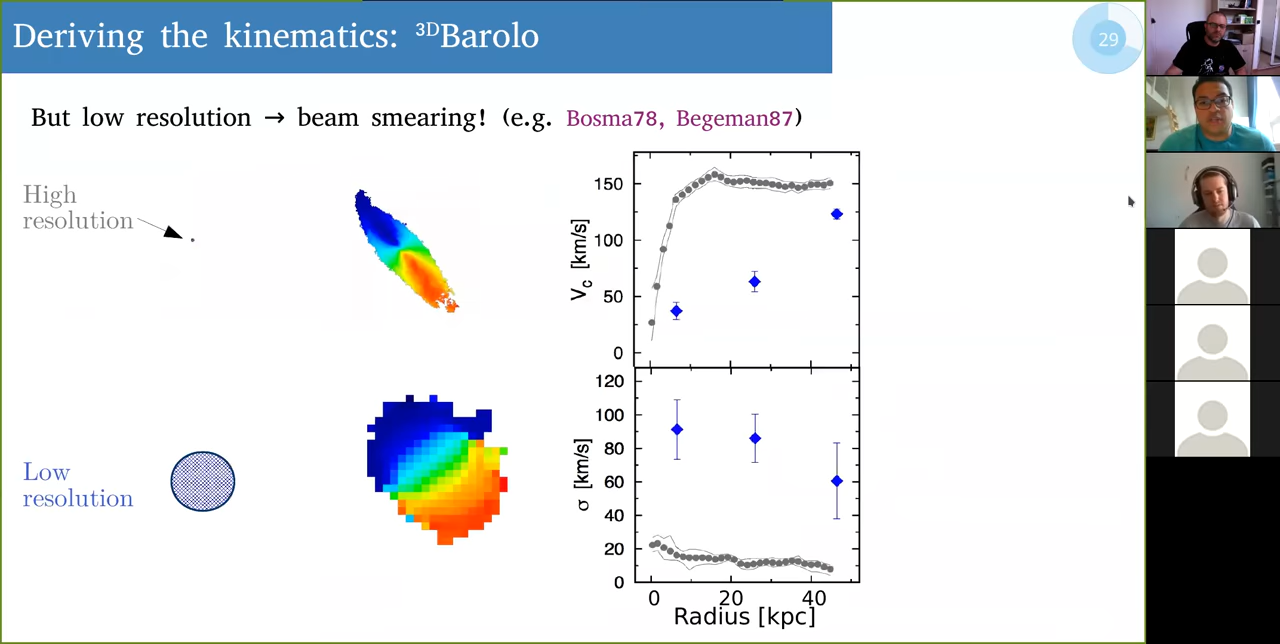 Deriving the kinematics: ³ᴰBarolo
29
But low resolution → beam smearing! (e.g. Bosma78, Begeman87)
High
resolution
Low
resolution
V_C [km/s]
150
100
50
0
σ [km/s]
120
100
80
60
40
20
0
0 20 40
Radius [kpc]